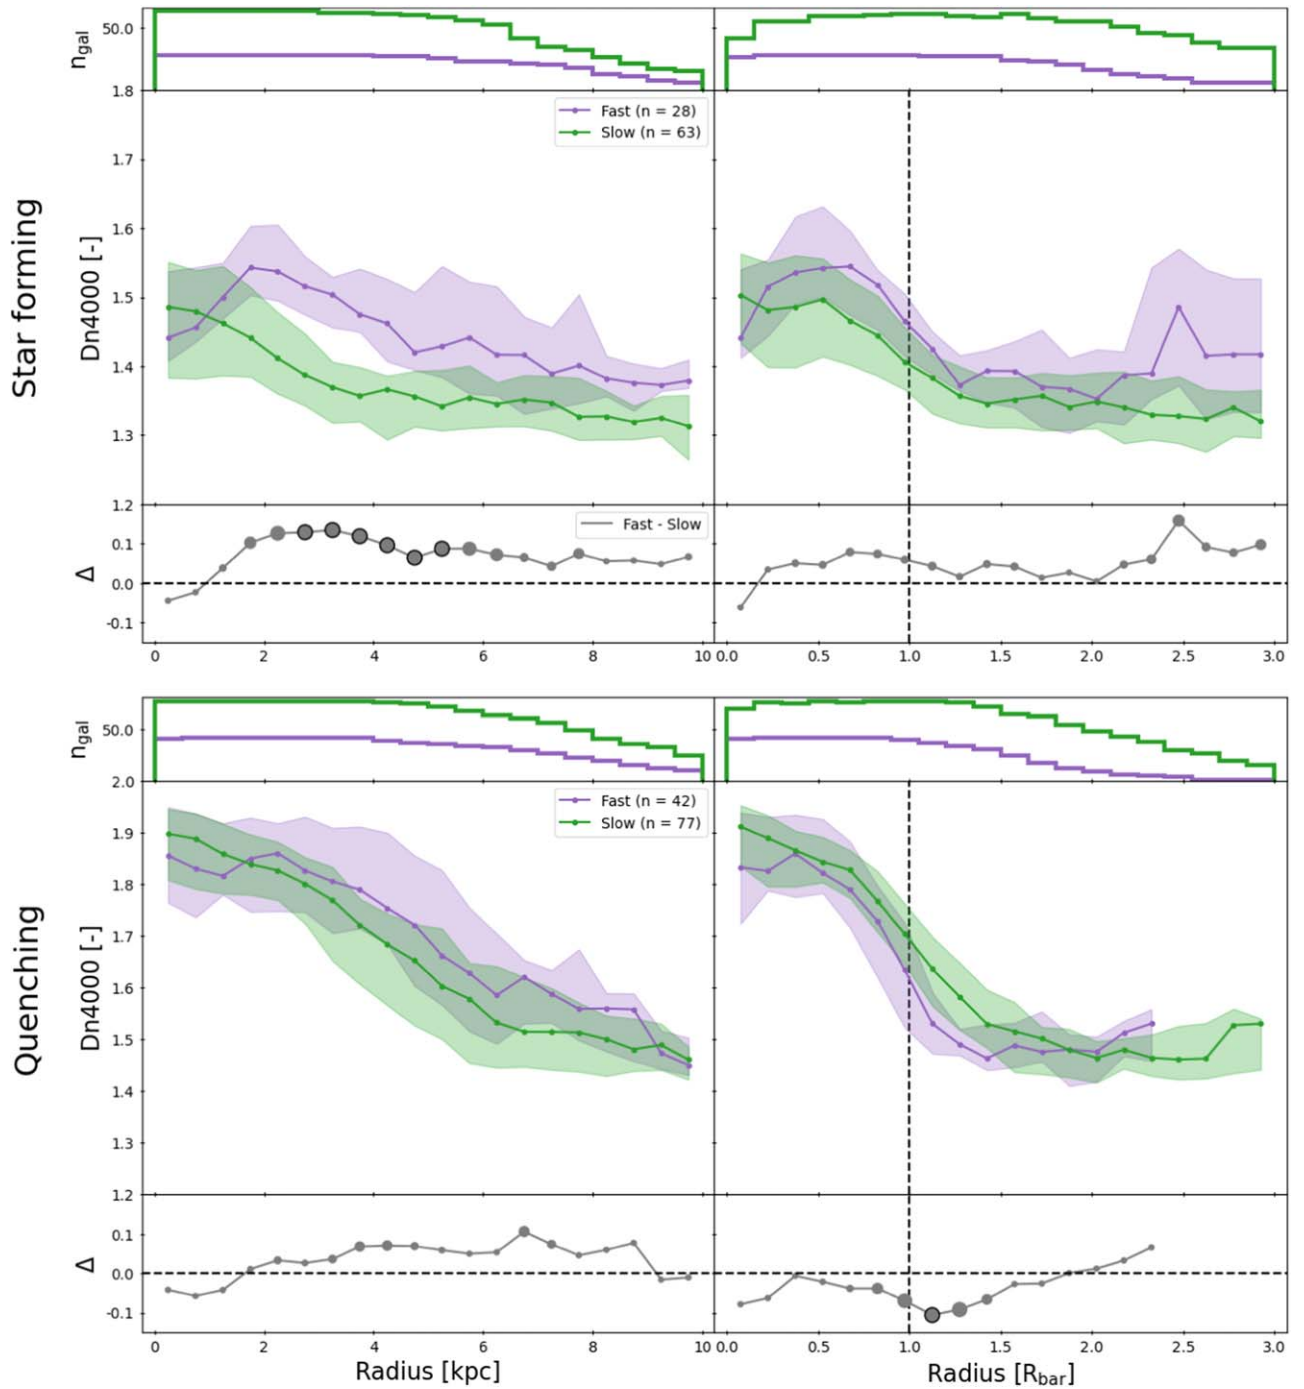 n_gal
50.0
1.8
Fast (n = 28)
Slow (n = 63)
Star forming
Dn4000 [-]
1.7
1.6
1.5
1.4
1.3
1.2
Fast - Slow
Δ
0.1
0.0
-0.1
0 2 4 6 8 10 0.0 0.5 1.0 1.5 2.0 2.5 3.0
n_gal
50.0
2.0
Fast (n = 42)
Slow (n = 77)
Quenching
Dn4000 [-]
1.9
1.8
1.7
1.6
1.5
1.4
1.3
1.2
Δ
0.1
0.0
-0.1
0 2 4 6 8 10 0.0 0.5 1.0 1.5 2.0 2.5 3.0
Radius [kpc] Radius [R_bar]